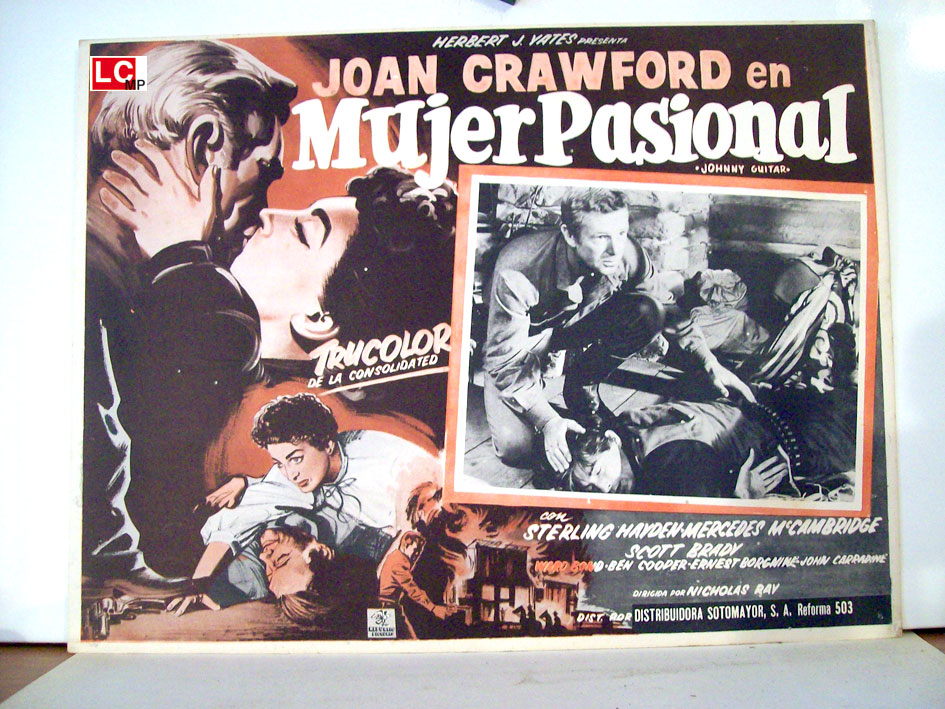 LC
MP
HERBERT J. YATES PRESENTA
JOAN CRAWFORD en
Mujer Pasional
"JOHNNY GUITAR"
TRUCOLOR
DE LA CONSOLIDATED
con
STERLING HAYDEN-MERCEDES McCAMBRIDGE
SCOTT BRADY
WARD BOND-BEN COOPER-ERNEST BORGNINE-JOHN CARRADINE
DIRIGIDA POR NICHOLAS RAY
DIST. POR DISTRIBUIDORA SOTOMAYOR, S. A. Reforma 503